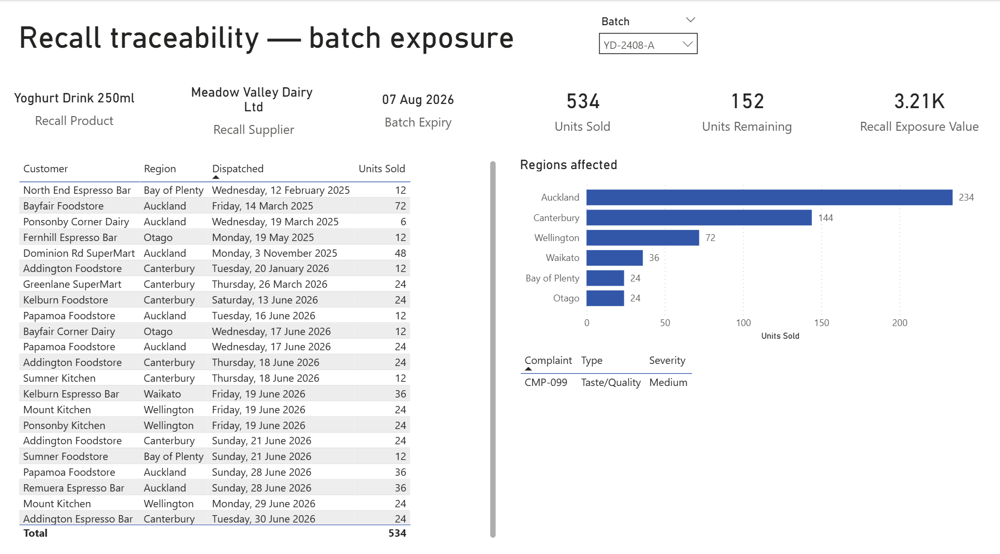 Recall traceability — batch exposure
Batch
YD-2408-A
Yoghurt Drink 250ml
Recall Product
Meadow Valley Dairy
Ltd
Recall Supplier
07 Aug 2026
Batch Expiry
534
Units Sold
152
Units Remaining
3.21K
Recall Exposure Value
Customer Region Dispatched Units Sold
North End Espresso Bar Bay of Plenty Wednesday, 12 February 2025 12
Bayfair Foodstore Auckland Friday, 14 March 2025 72
Ponsonby Corner Dairy Auckland Wednesday, 19 March 2025 6
Fernhill Espresso Bar Otago Monday, 19 May 2025 12
Dominion Rd SuperMart Auckland Monday, 3 November 2025 48
Addington Foodstore Canterbury Tuesday, 20 January 2026 12
Greenlane SuperMart Canterbury Thursday, 26 March 2026 24
Kelburn Foodstore Canterbury Saturday, 13 June 2026 24
Papamoa Foodstore Auckland Tuesday, 16 June 2026 12
Bayfair Corner Dairy Otago Wednesday, 17 June 2026 12
Papamoa Foodstore Auckland Wednesday, 17 June 2026 24
Addington Foodstore Canterbury Thursday, 18 June 2026 24
Sumner Kitchen Canterbury Thursday, 18 June 2026 12
Kelburn Espresso Bar Waikato Friday, 19 June 2026 36
Mount Kitchen Wellington Friday, 19 June 2026 24
Ponsonby Kitchen Wellington Friday, 19 June 2026 24
Addington Foodstore Canterbury Sunday, 21 June 2026 24
Sumner Foodstore Bay of Plenty Sunday, 21 June 2026 12
Papamoa Foodstore Auckland Sunday, 28 June 2026 36
Remuera Espresso Bar Auckland Sunday, 28 June 2026 36
Mount Kitchen Wellington Monday, 29 June 2026 24
Addington Espresso Bar Canterbury Tuesday, 30 June 2026 24
Total 534
Regions affected
Auckland 234
Canterbury 144
Wellington 72
Waikato 36
Bay of Plenty 24
Otago 24
0 50 100 150 200
Units Sold
Complaint Type Severity
CMP-099 Taste/Quality Medium